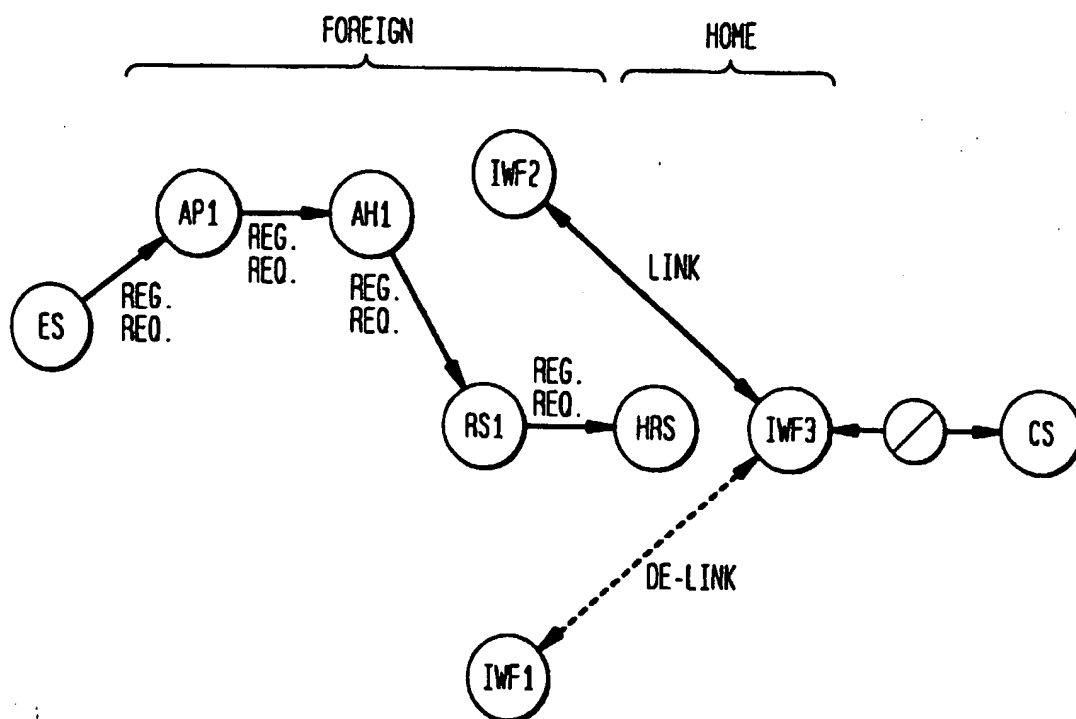 FOREIGN
HOME
IWF2
AP1
AH1
REG.
REQ.
LINK
REG.
REQ.
REG.
REQ.
ES
REG.
REQ.
RS1
HRS
IWF3
CS
DE-LINK
IWF1